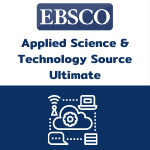 EBSCO
Applied Science &
Technology Source
Ultimate